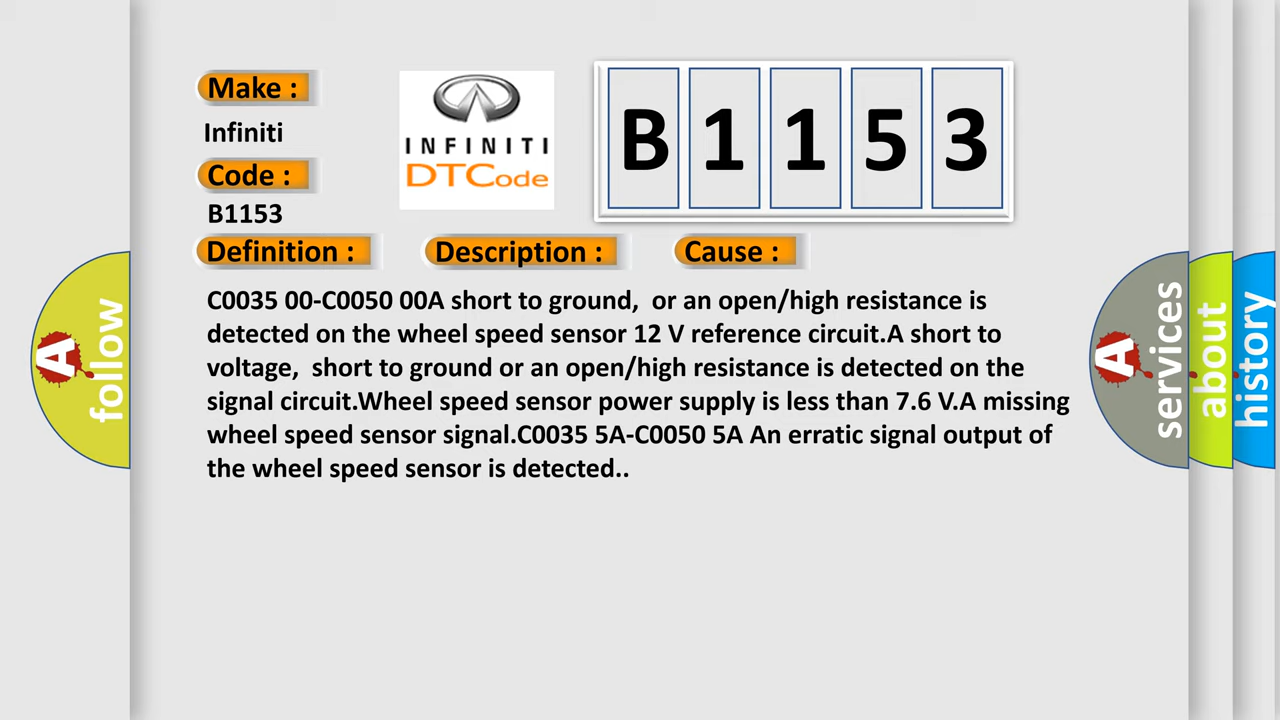 Make :
Infiniti
Code :
B1153
INFINITI
DTCode
B1153
Definition :
Description :
Cause :
C0035 00-C0050 00A short to ground,  or an open/high resistance is
detected on the wheel speed sensor 12 V reference circuitA short to
voltage,  short to ground or an open/high resistance is detected on the
signal circuitWheel speed sensor power supply is less than 7.6 V.A missing
wheel speed sensor signal.C0035 5A-C0050 5A An erratic signal output of
the wheel speed sensor is detected..
A follow
A services
about
history